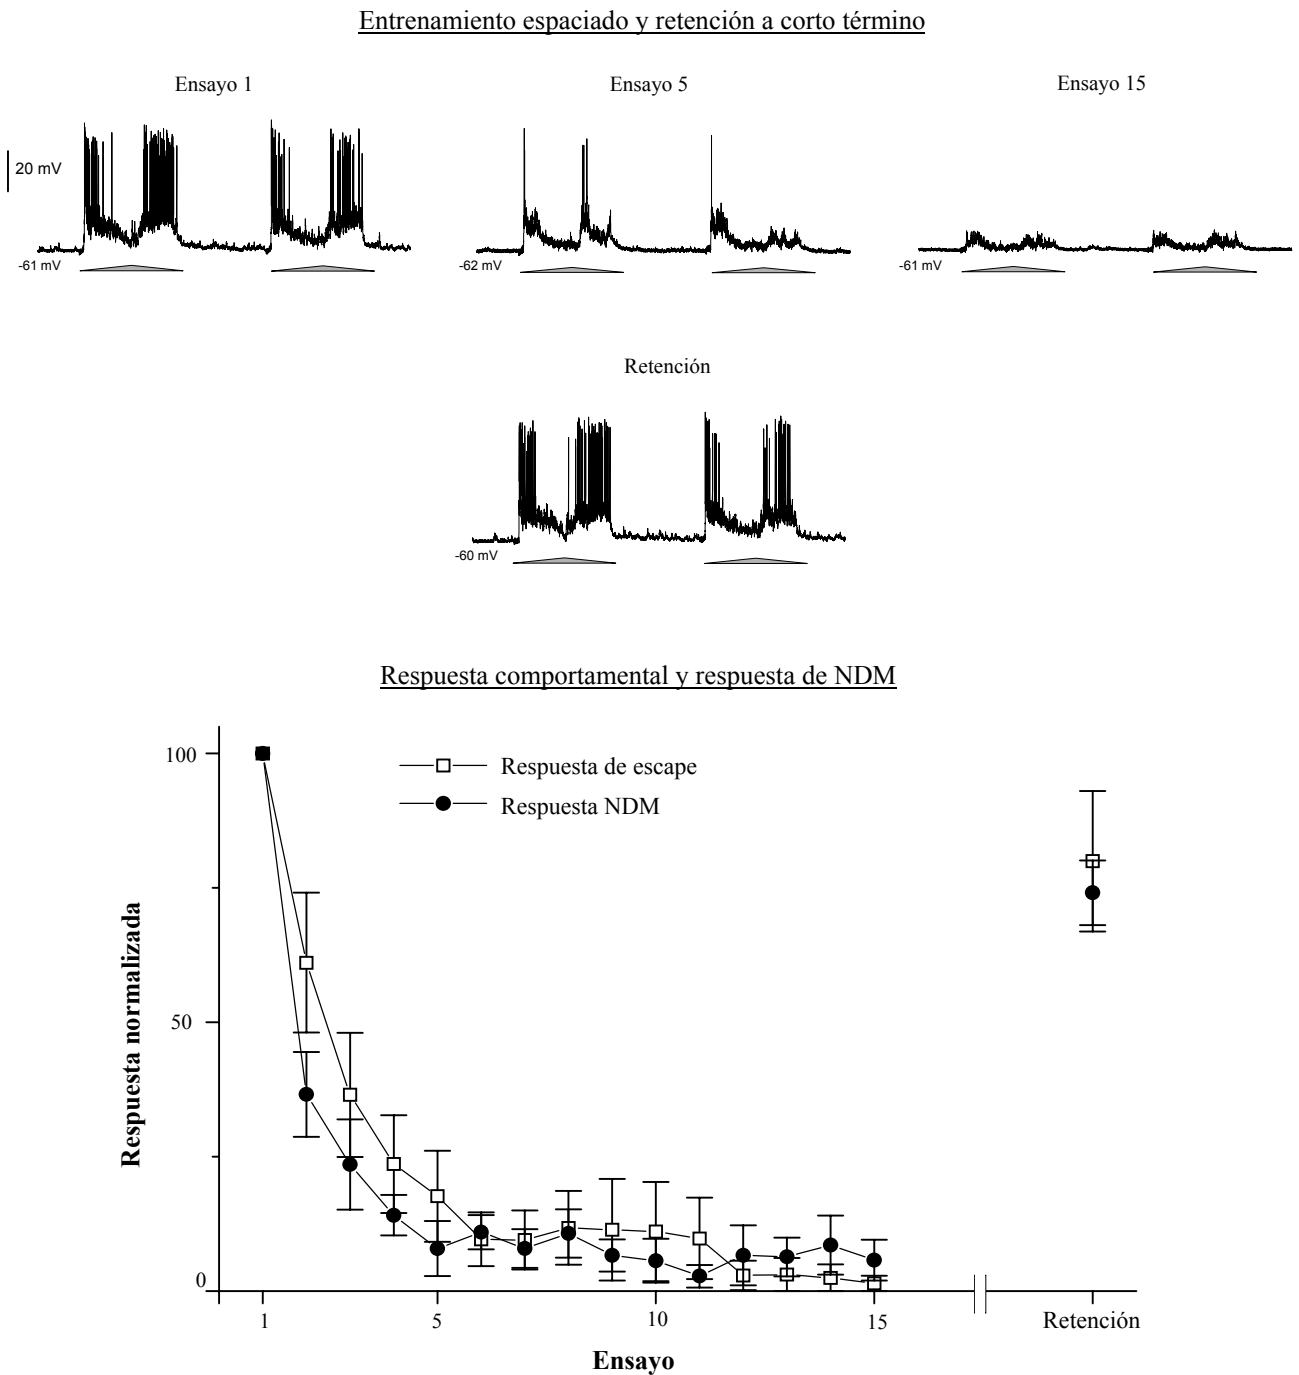 Entrenamiento espaciado y retención a corto término
Ensayo 1
Ensayo 5
Ensayo 15
20 mV
-61 mV
-62 mV
-61 mV
Retención
-60 mV
Respuesta comportamental y respuesta de NDM
100
50
0
Respuesta normalizada
Respuesta de escape
Respuesta NDM
1
5
10
15
Retención
Ensayo